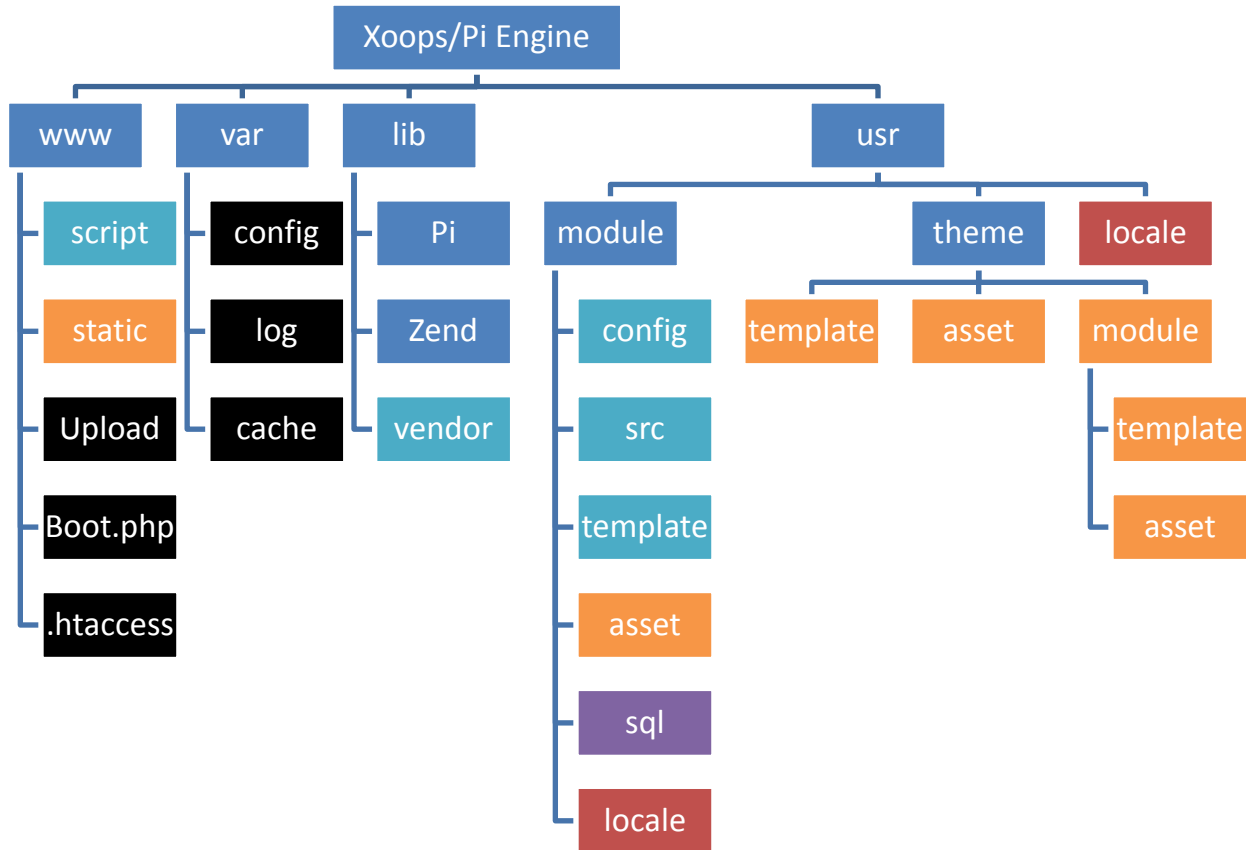 Xoops/Pi Engine
www
var
lib
usr
script
config
Pi
module
theme
locale
static
log
Zend
config
template
asset
module
Upload
cache
vendor
src
template
Boot.php
template
asset
.htaccess
asset
sql
locale